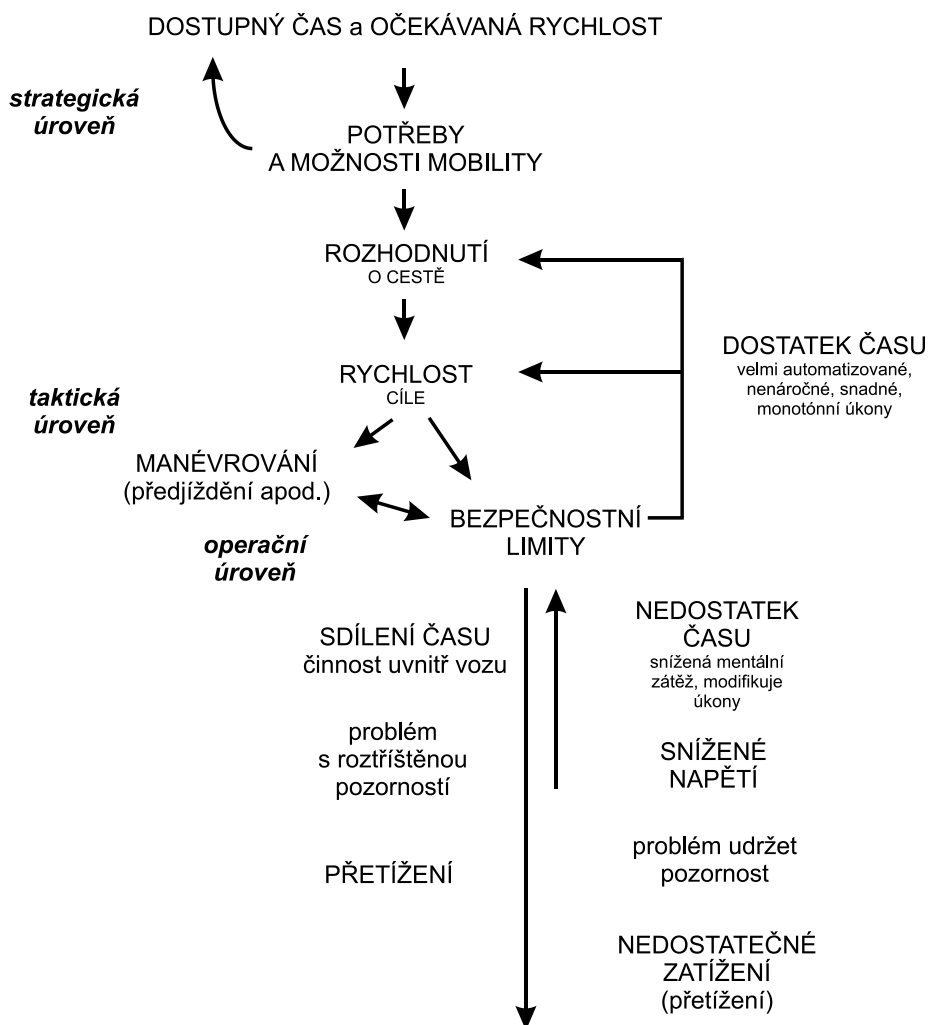 DOSTUPNÝ ČAS a OČEKÁVANÁ RYCHLOST
strategická
úroveň
POTŘEBY
A MOŽNOSTI MOBILITY
ROZHODNUTÍ
O CESTĚ
DOSTATEK ČASU
velmi automatizované,
nenáročné, snadné,
monotónní úkony
RYCHLOST
CÍLE
taktická
úroveň
MANÉVROVÁNÍ
(předjíždění apod.)
BEZPEČNOSTNÍ
LIMITY
operační
úroveň
SDÍLENÍ ČASU
činnost uvnitř vozu
problém
s roztříštěnou
pozorností
PŘETÍŽENÍ
NEDOSTATEK
ČASU
snížená mentální
zátěž, modifikuje
úkony
SNÍŽENÉ
NAPĚTÍ
problém udržet
pozornost
NEDOSTATEČNÉ
ZATÍŽENÍ
(přetížení)